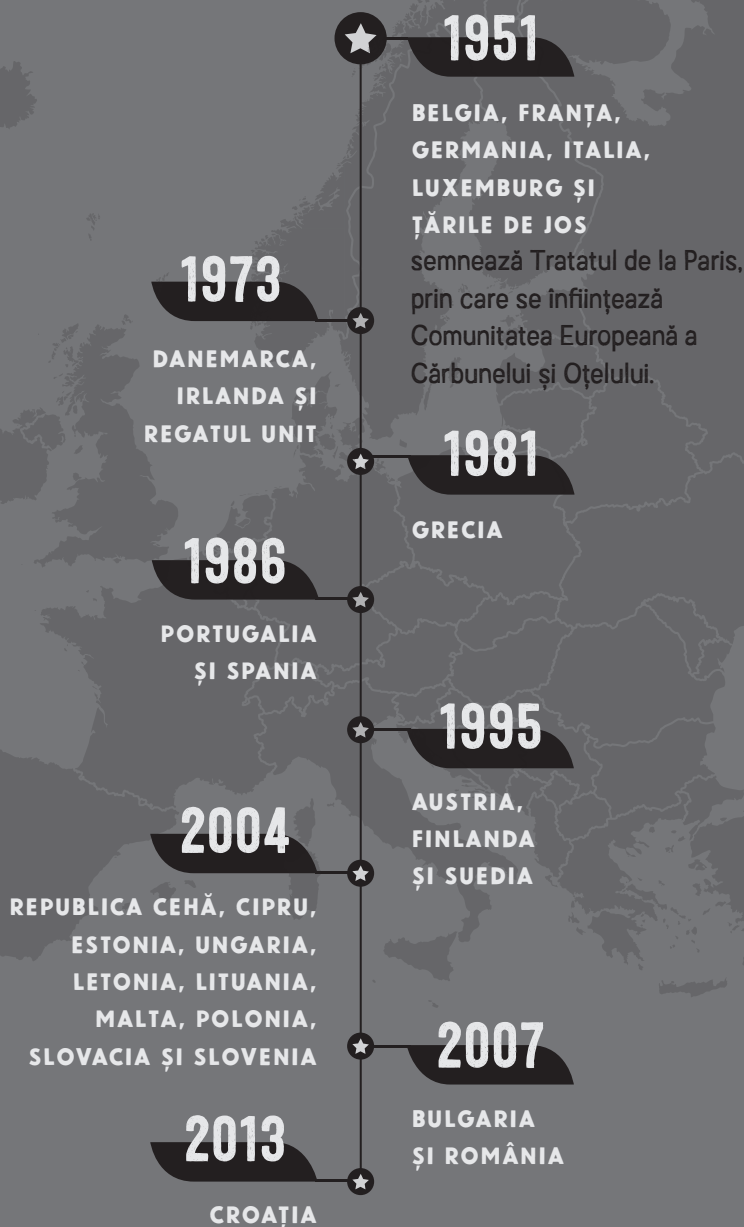 1951
BELGIA, FRANȚA,
GERMANIA, ITALIA,
LUXEMBURG ȘI
ȚĂRILE DE JOS
semnează Tratatul de la Paris,
prin care se înființează
Comunitatea Europeană a
Cărbunelui și Oțelului.
1973
DANEMARCA,
IRLANDA ȘI
REGATUL UNIT
1981
GRECIA
1986
PORTUGALIA
ȘI SPANIA
1995
AUSTRIA,
FINLANDA
ȘI SUEDIA
2004
REPUBLICA CEHĂ, CIPRU,
ESTONIA, UNGARIA,
LETONIA, LITUANIA,
MALTA, POLONIA,
SLOVACIA ȘI SLOVENIA
2007
BULGARIA
ȘI ROMÂNIA
2013
CROAȚIA